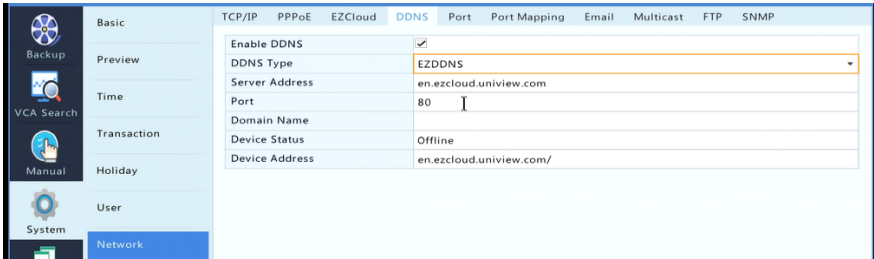 Backup
VCA Search
Manual
System
Basic
Preview
Time
Transaction
Holiday
User
Network
TCP/IP PPPoE EZCloud DDNS Port Port Mapping Email Multicast FTP SNMP
Enable DDNS
DDNS Type EZDDNS
Server Address en.ezcloud.uniview.com
Port 80
Domain Name
Device Status Offline
Device Address en.ezcloud.uniview.com/